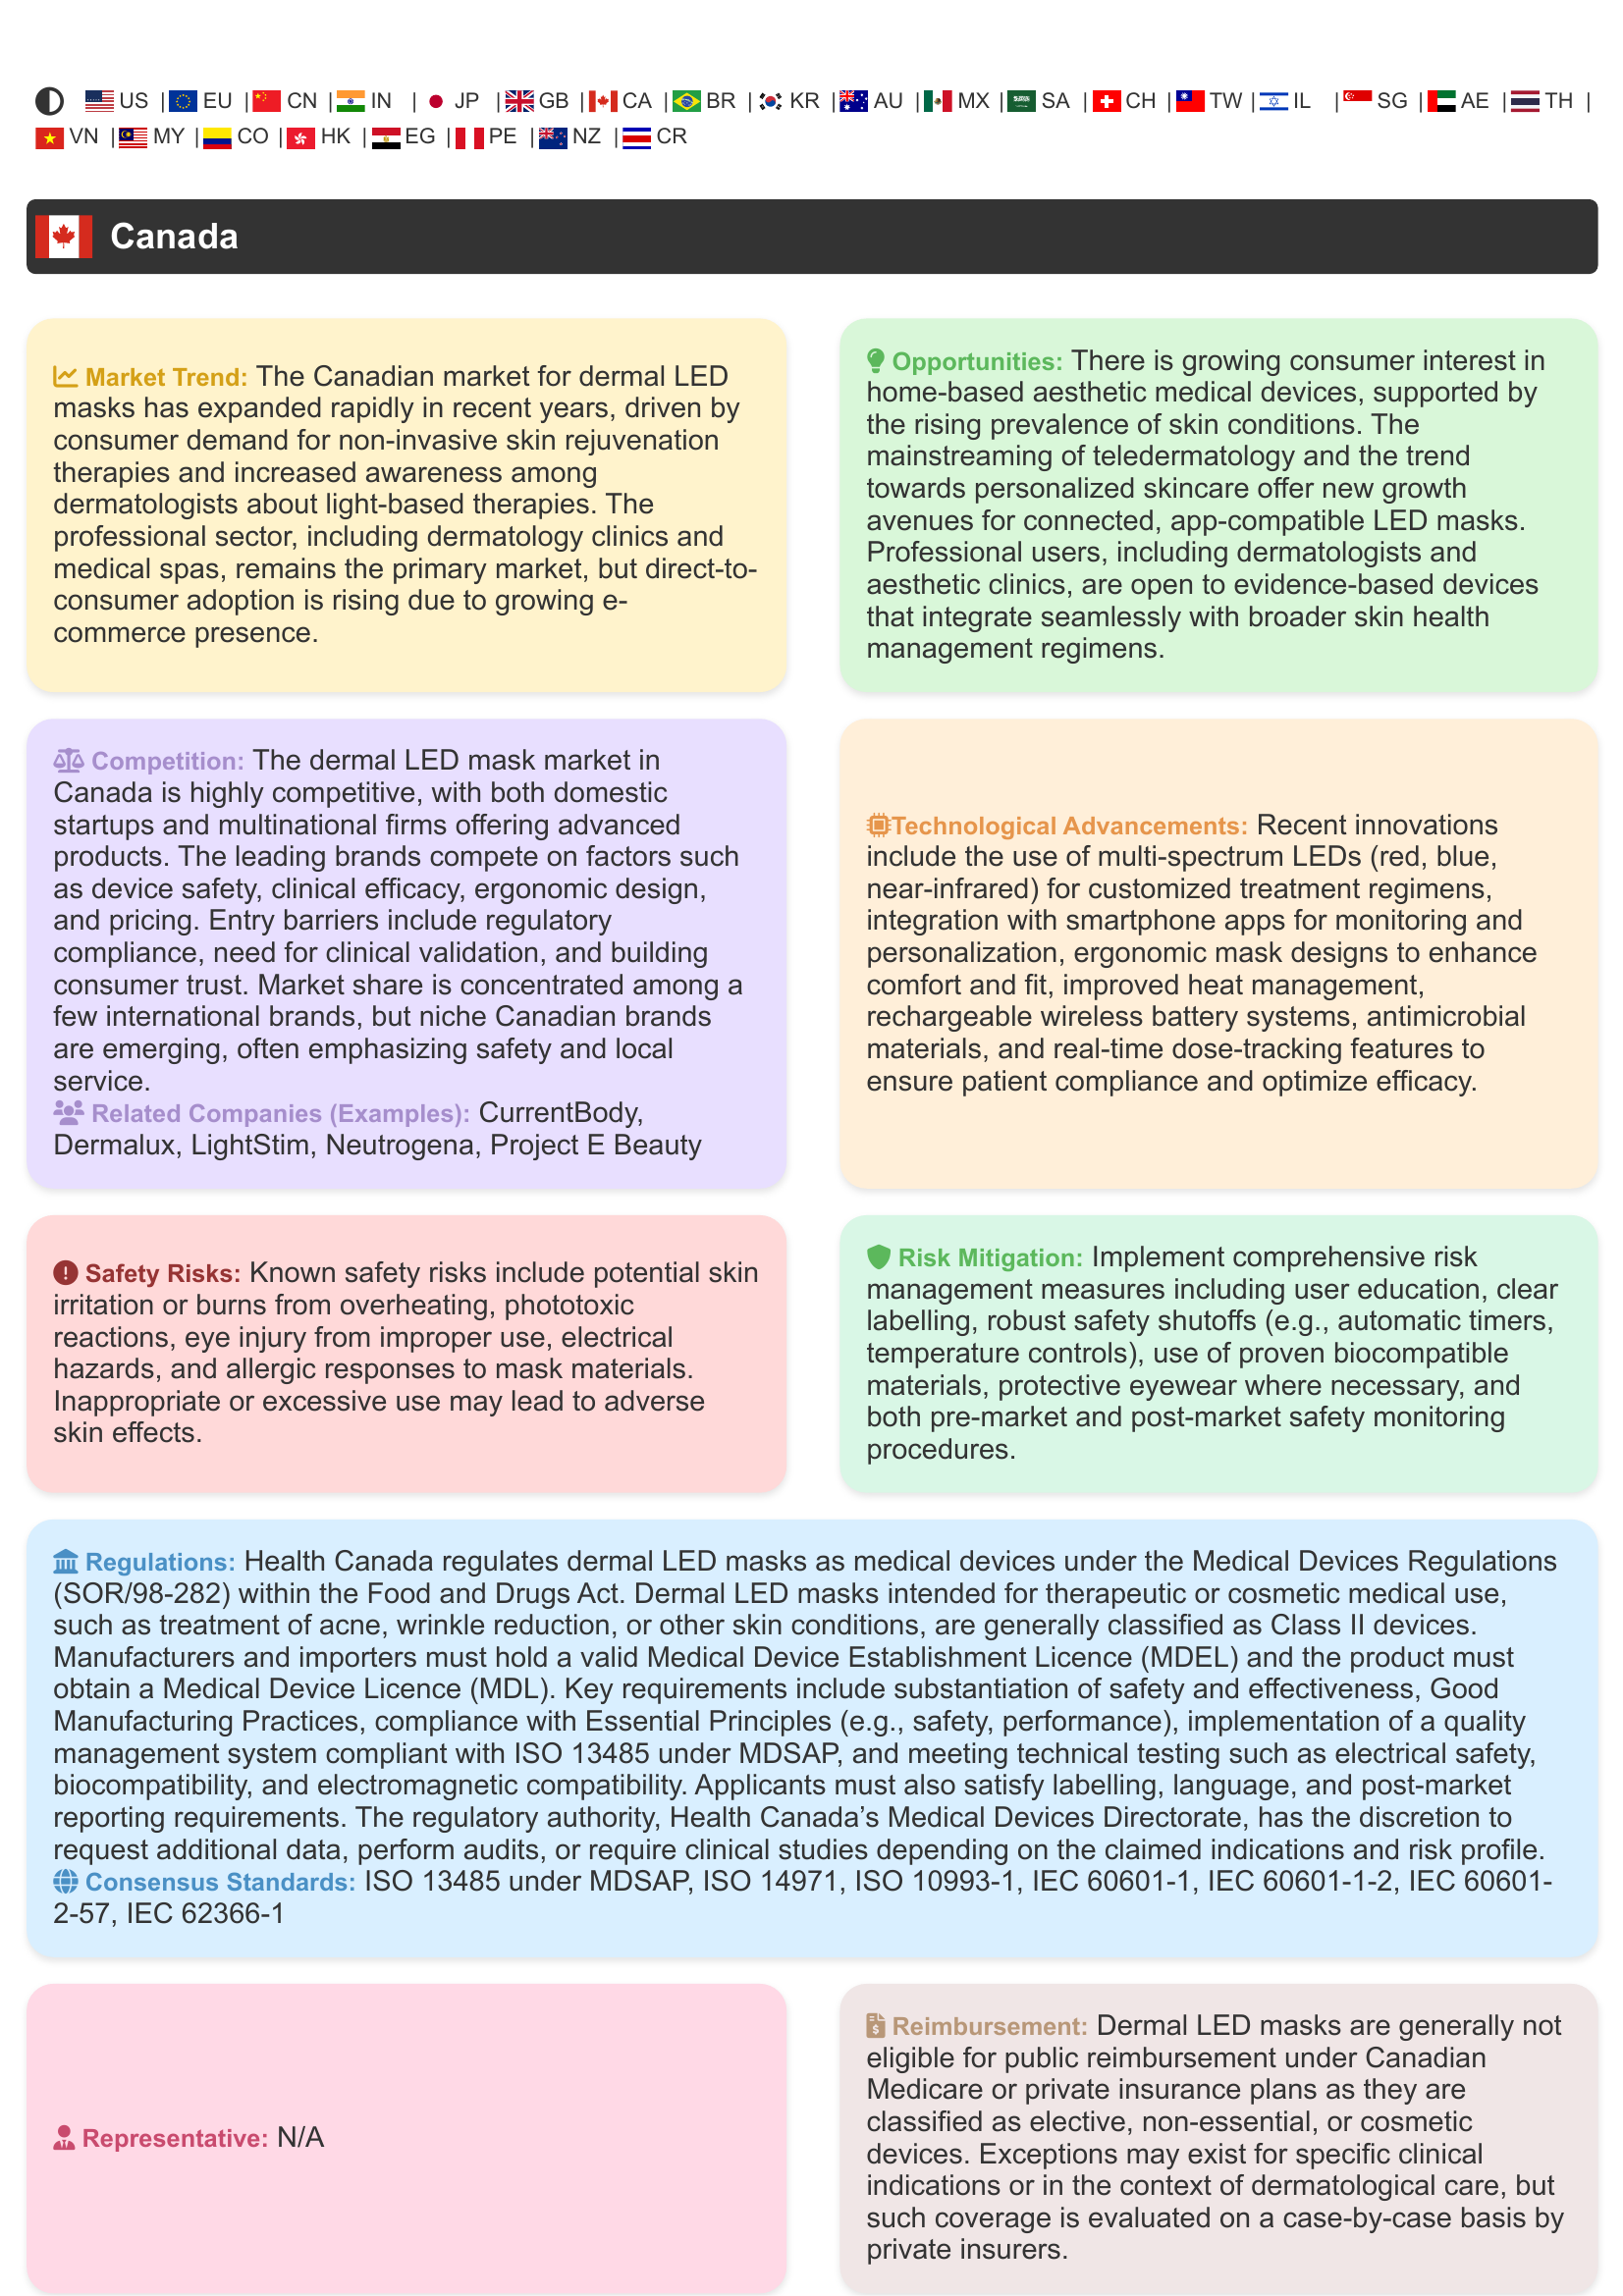 US | EU | CN | IN | JP | GB | CA | BR | KR | AU | MX | SA | CH | TW | IL | SG | AE | TH |
VN | MY | CO | HK | EG | PE | NZ | CR
Canada
Market Trend: The Canadian market for dermal LED
masks has expanded rapidly in recent years, driven by
consumer demand for non-invasive skin rejuvenation
therapies and increased awareness among
dermatologists about light-based therapies. The
professional sector, including dermatology clinics and
medical spas, remains the primary market, but direct-to-
consumer adoption is rising due to growing e-
commerce presence.
Opportunities: There is growing consumer interest in
home-based aesthetic medical devices, supported by
the rising prevalence of skin conditions. The
mainstreaming of teledermatology and the trend
towards personalized skincare offer new growth
avenues for connected, app-compatible LED masks.
Professional users, including dermatologists and
aesthetic clinics, are open to evidence-based devices
that integrate seamlessly with broader skin health
management regimens.
Competition: The dermal LED mask market in
Canada is highly competitive, with both domestic
startups and multinational firms offering advanced
products. The leading brands compete on factors such
as device safety, clinical efficacy, ergonomic design,
and pricing. Entry barriers include regulatory
compliance, need for clinical validation, and building
consumer trust. Market share is concentrated among a
few international brands, but niche Canadian brands
are emerging, often emphasizing safety and local
service.
Related Companies (Examples): CurrentBody,
Dermalux, LightStim, Neutrogena, Project E Beauty
Technological Advancements: Recent innovations
include the use of multi-spectrum LEDs (red, blue,
near-infrared) for customized treatment regimens,
integration with smartphone apps for monitoring and
personalization, ergonomic mask designs to enhance
comfort and fit, improved heat management,
rechargeable wireless battery systems, antimicrobial
materials, and real-time dose-tracking features to
ensure patient compliance and optimize efficacy.
Safety Risks: Known safety risks include potential skin
irritation or burns from overheating, phototoxic
reactions, eye injury from improper use, electrical
hazards, and allergic responses to mask materials.
Inappropriate or excessive use may lead to adverse
skin effects.
Risk Mitigation: Implement comprehensive risk
management measures including user education, clear
labelling, robust safety shutoffs (e.g., automatic timers,
temperature controls), use of proven biocompatible
materials, protective eyewear where necessary, and
both pre-market and post-market safety monitoring
procedures.
Regulations: Health Canada regulates dermal LED masks as medical devices under the Medical Devices Regulations
(SOR/98-282) within the Food and Drugs Act. Dermal LED masks intended for therapeutic or cosmetic medical use,
such as treatment of acne, wrinkle reduction, or other skin conditions, are generally classified as Class II devices.
Manufacturers and importers must hold a valid Medical Device Establishment Licence (MDEL) and the product must
obtain a Medical Device Licence (MDL). Key requirements include substantiation of safety and effectiveness, Good
Manufacturing Practices, compliance with Essential Principles (e.g., safety, performance), implementation of a quality
management system compliant with ISO 13485 under MDSAP, and meeting technical testing such as electrical safety,
biocompatibility, and electromagnetic compatibility. Applicants must also satisfy labelling, language, and post-market
reporting requirements. The regulatory authority, Health Canada’s Medical Devices Directorate, has the discretion to
request additional data, perform audits, or require clinical studies depending on the claimed indications and risk profile.
Consensus Standards: ISO 13485 under MDSAP, ISO 14971, ISO 10993-1, IEC 60601-1, IEC 60601-1-2, IEC 60601-
2-57, IEC 62366-1
Representative: N/A
Reimbursement: Dermal LED masks are generally not
eligible for public reimbursement under Canadian
Medicare or private insurance plans as they are
classified as elective, non-essential, or cosmetic
devices. Exceptions may exist for specific clinical
indications or in the context of dermatological care, but
such coverage is evaluated on a case-by-case basis by
private insurers.